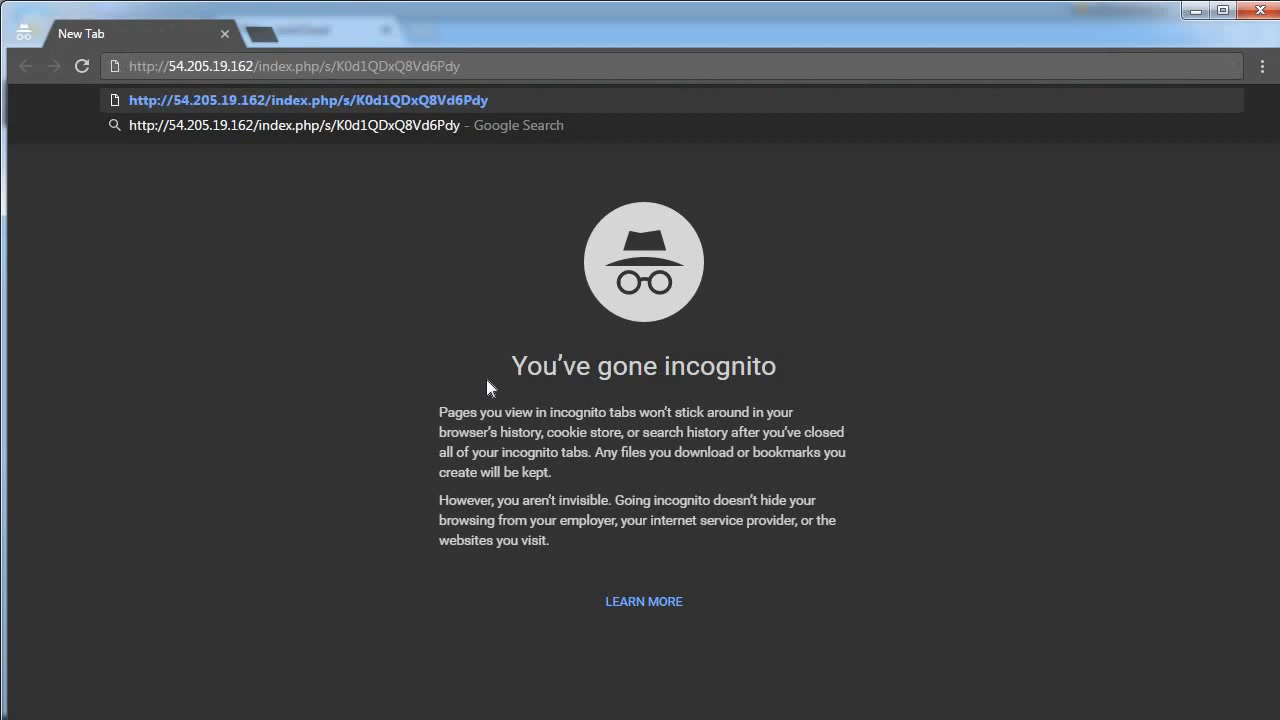 New Tab
http://54.205.19.162/index.php/s/K0d1QDxQ8Vd6Pdy
http://54.205.19.162/index.php/s/K0d1QDxQ8Vd6Pdy
http://54.205.19.162/index.php/s/K0d1QDxQ8Vd6Pdy - Google Search
You've gone incognito
Pages you view in incognito tabs won't stick around in your
browser's history, cookie store, or search history after you've closed
all of your incognito tabs. Any files you download or bookmarks you
create will be kept.
However, you aren't invisible. Going incognito doesn't hide your
browsing from your employer, your internet service provider, or the
websites you visit.
LEARN MORE